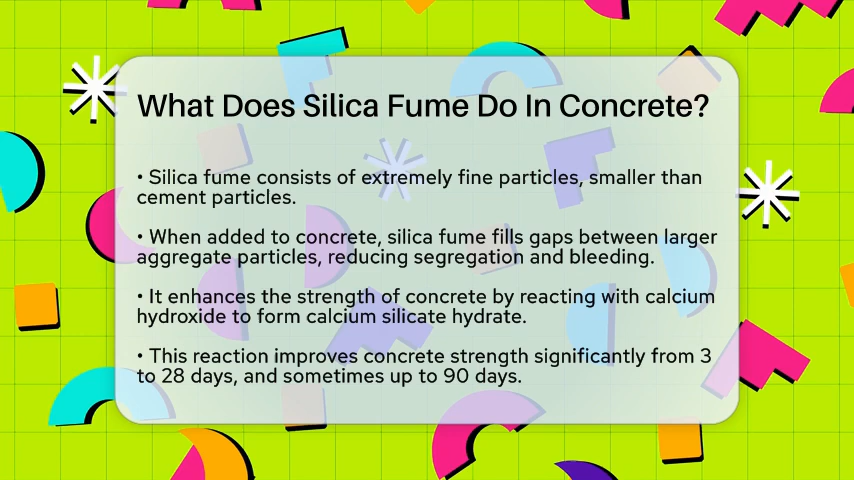 What Does Silica Fume Do In Concrete?
• Silica fume consists of extremely fine particles, smaller than
cement particles.
• When added to concrete, silica fume fills gaps between larger
aggregate particles, reducing segregation and bleeding.
• It enhances the strength of concrete by reacting with calcium
hydroxide to form calcium silicate hydrate.
• This reaction improves concrete strength significantly from 3
to 28 days, and sometimes up to 90 days.